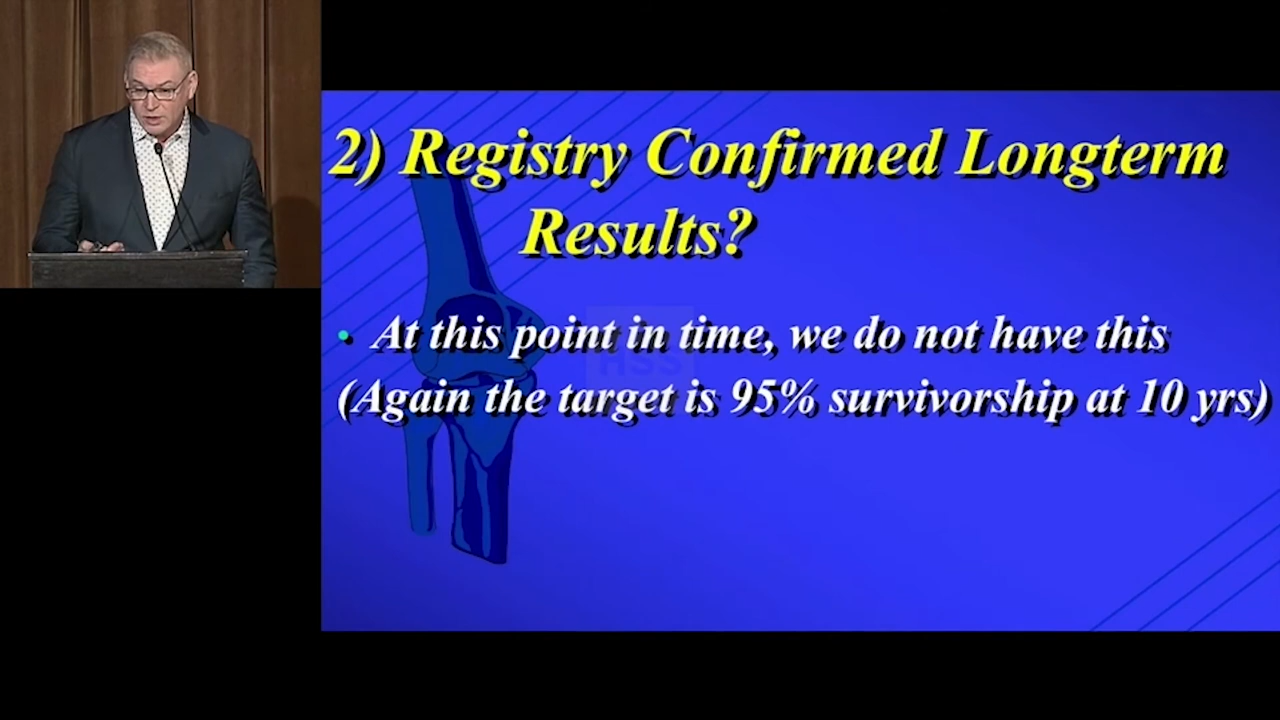 2) Registry Confirmed Longterm
Results?
• At this point in time, we do not have this
HSS
(Again the target is 95% survivorship at 10 yrs)